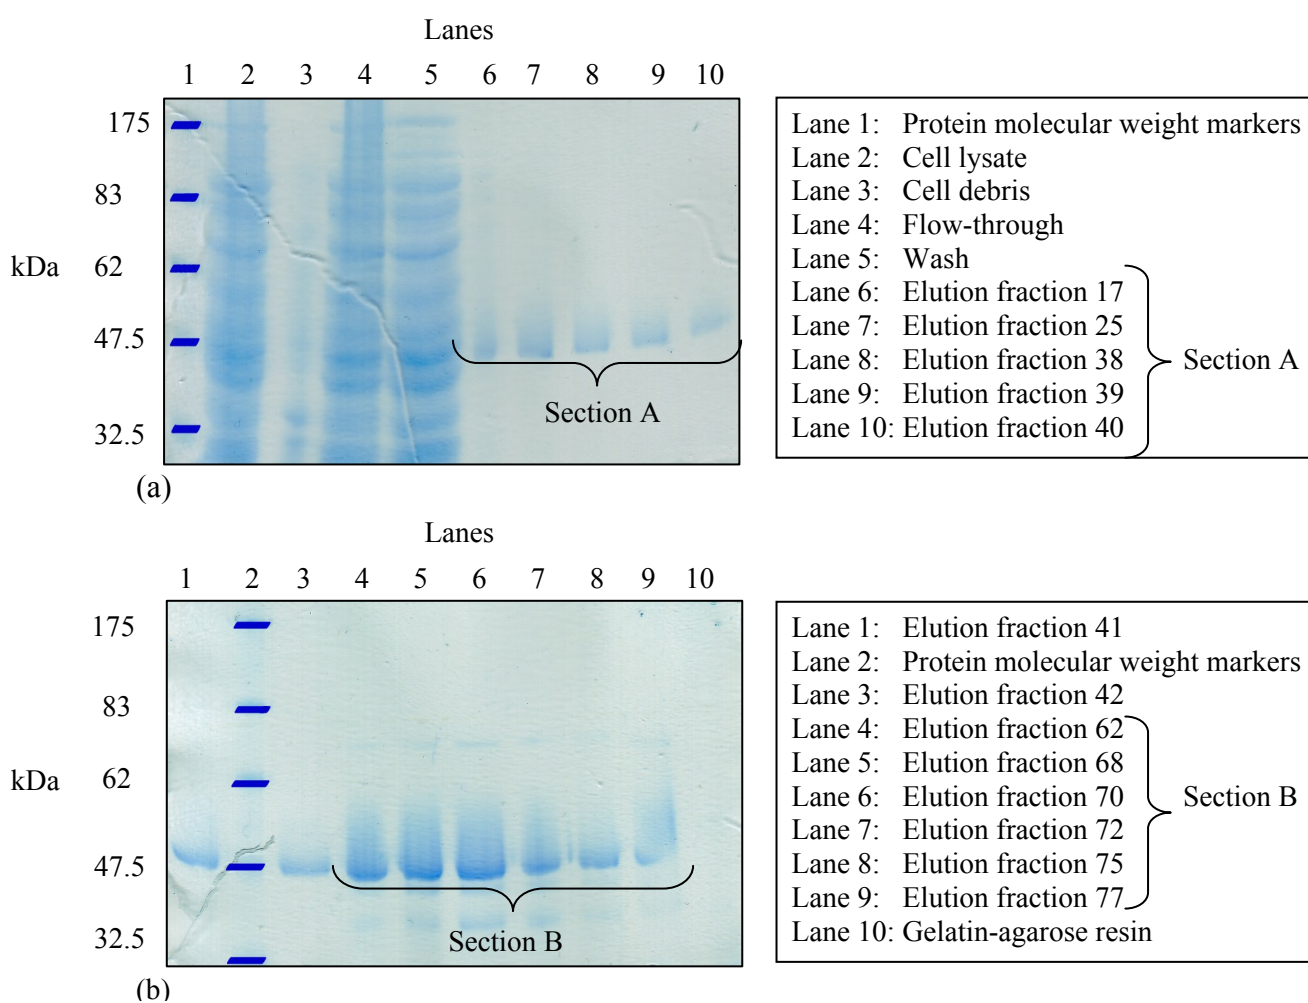 Lanes
1 2 3 4 5 6 7 8 9 10
175
83
kDa
62
47.5
32.5
Section A
(a)
Lane 1: Protein molecular weight markers
Lane 2: Cell lysate
Lane 3: Cell debris
Lane 4: Flow-through
Lane 5: Wash
Lane 6: Elution fraction 17
Lane 7: Elution fraction 25
Lane 8: Elution fraction 38
Lane 9: Elution fraction 39
Lane 10: Elution fraction 40
Section A
Lanes
1 2 3 4 5 6 7 8 9 10
175
83
kDa
62
47.5
32.5
Section B
(b)
Lane 1: Elution fraction 41
Lane 2: Protein molecular weight markers
Lane 3: Elution fraction 42
Lane 4: Elution fraction 62
Lane 5: Elution fraction 68
Lane 6: Elution fraction 70
Lane 7: Elution fraction 72
Lane 8: Elution fraction 75
Lane 9: Elution fraction 77
Lane 10: Gelatin-agarose resin
Section B